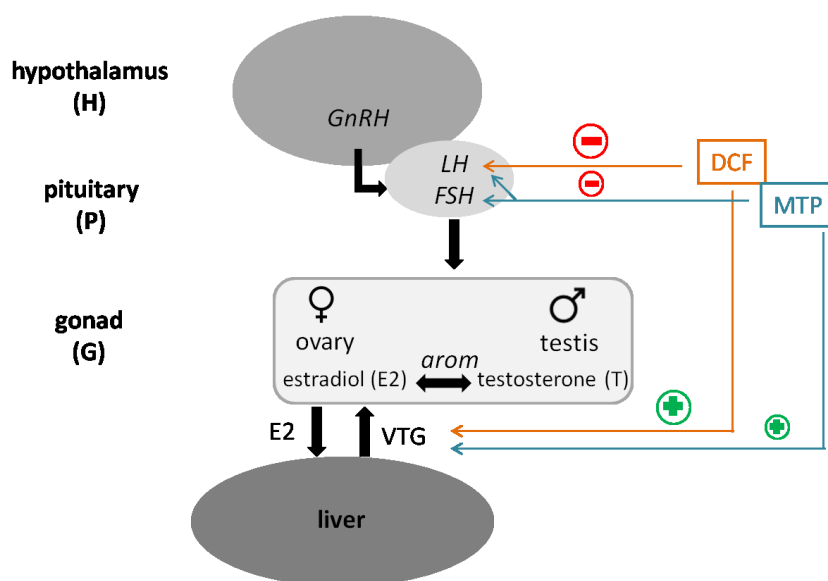 hypothalamus
(H)
GnRH
LH
FSH
DCF
MTP
pituitary
(P)
gonad
(G)
ovary
testis
arom
estradiol (E2)
testosterone (T)
E2
VTG
liver